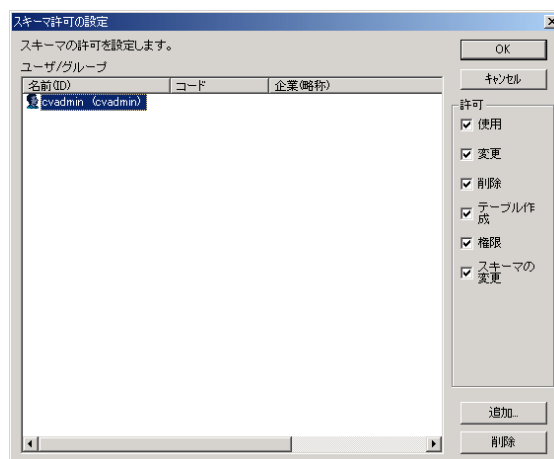 スキーマ許可の設定
スキーマの許可を設定します。
ユーザ/グループ
名前(ID) コード 企業(略称)
cvadmin (cvadmin)
OK
キャンセル
許可
使用
変更
削除
テーブル作
成
権限
スキーマの
変更
追加...
削除